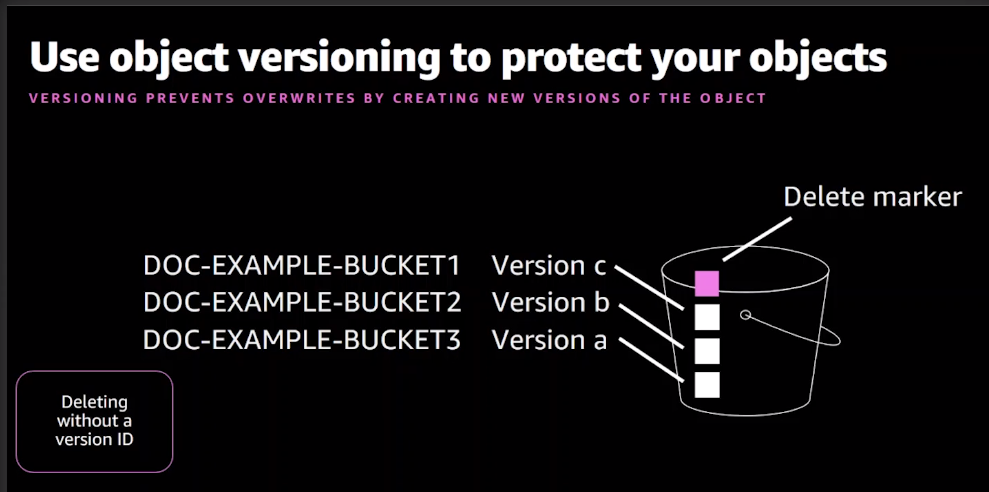 Use object versioning to protect your objects
VERSIONING PREVENTS OVERWRITES BY CREATING NEW VERSIONS OF THE OBJECT
Delete marker
DOC-EXAMPLE-BUCKET1 Version c
DOC-EXAMPLE-BUCKET2 Version b
DOC-EXAMPLE-BUCKET3 Version a
Deleting
without a
version ID